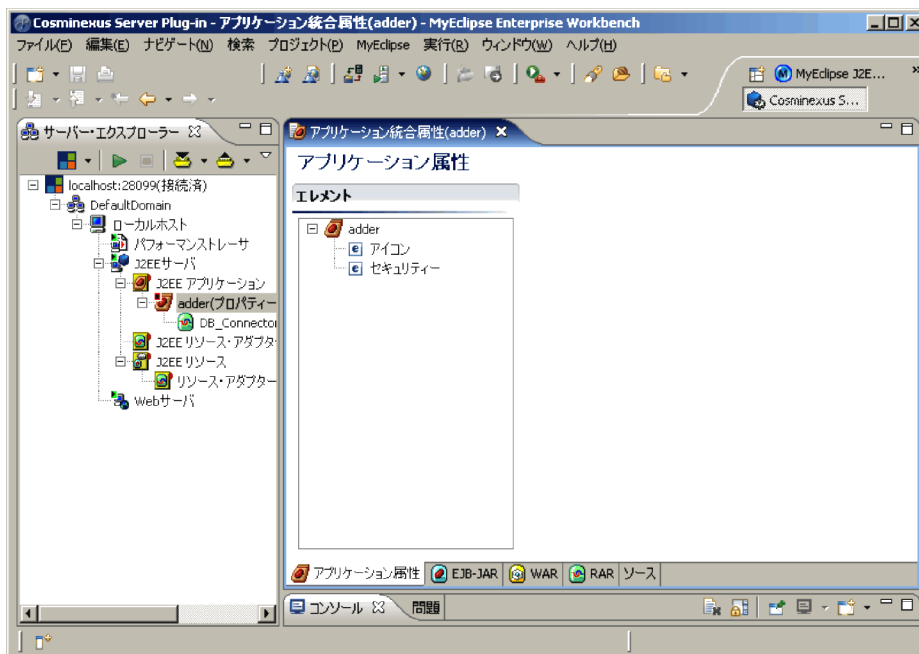 Cosminexus Server Plug-in - アプリケーション統合属性(adder) - MyEclipse Enterprise Workbench
ファイル(F) 編集(E) ナビゲート(N) 検索 プロジェクト(P) MyEclipse 実行(R) ウィンドウ(W) ヘルプ(H)
MyEclipse J2E...
Cosminexus S...
サーバー・エクスプローラー
localhost:28099(接続済)
DefaultDomain
ローカルホスト
パフォーマンストレーサ
J2EEサーバ
J2EE アプリケーション
adder(プロパティー
DB_Connector
J2EE リソース・アダプタ
J2EE リソース
リソース・アダプター
Webサーバ
アプリケーション統合属性(adder)
アプリケーション属性
エレメント
adder
アイコン
セキュリティー
アプリケーション属性 EJB-JAR WAR RAR ソース
コンソール 問題